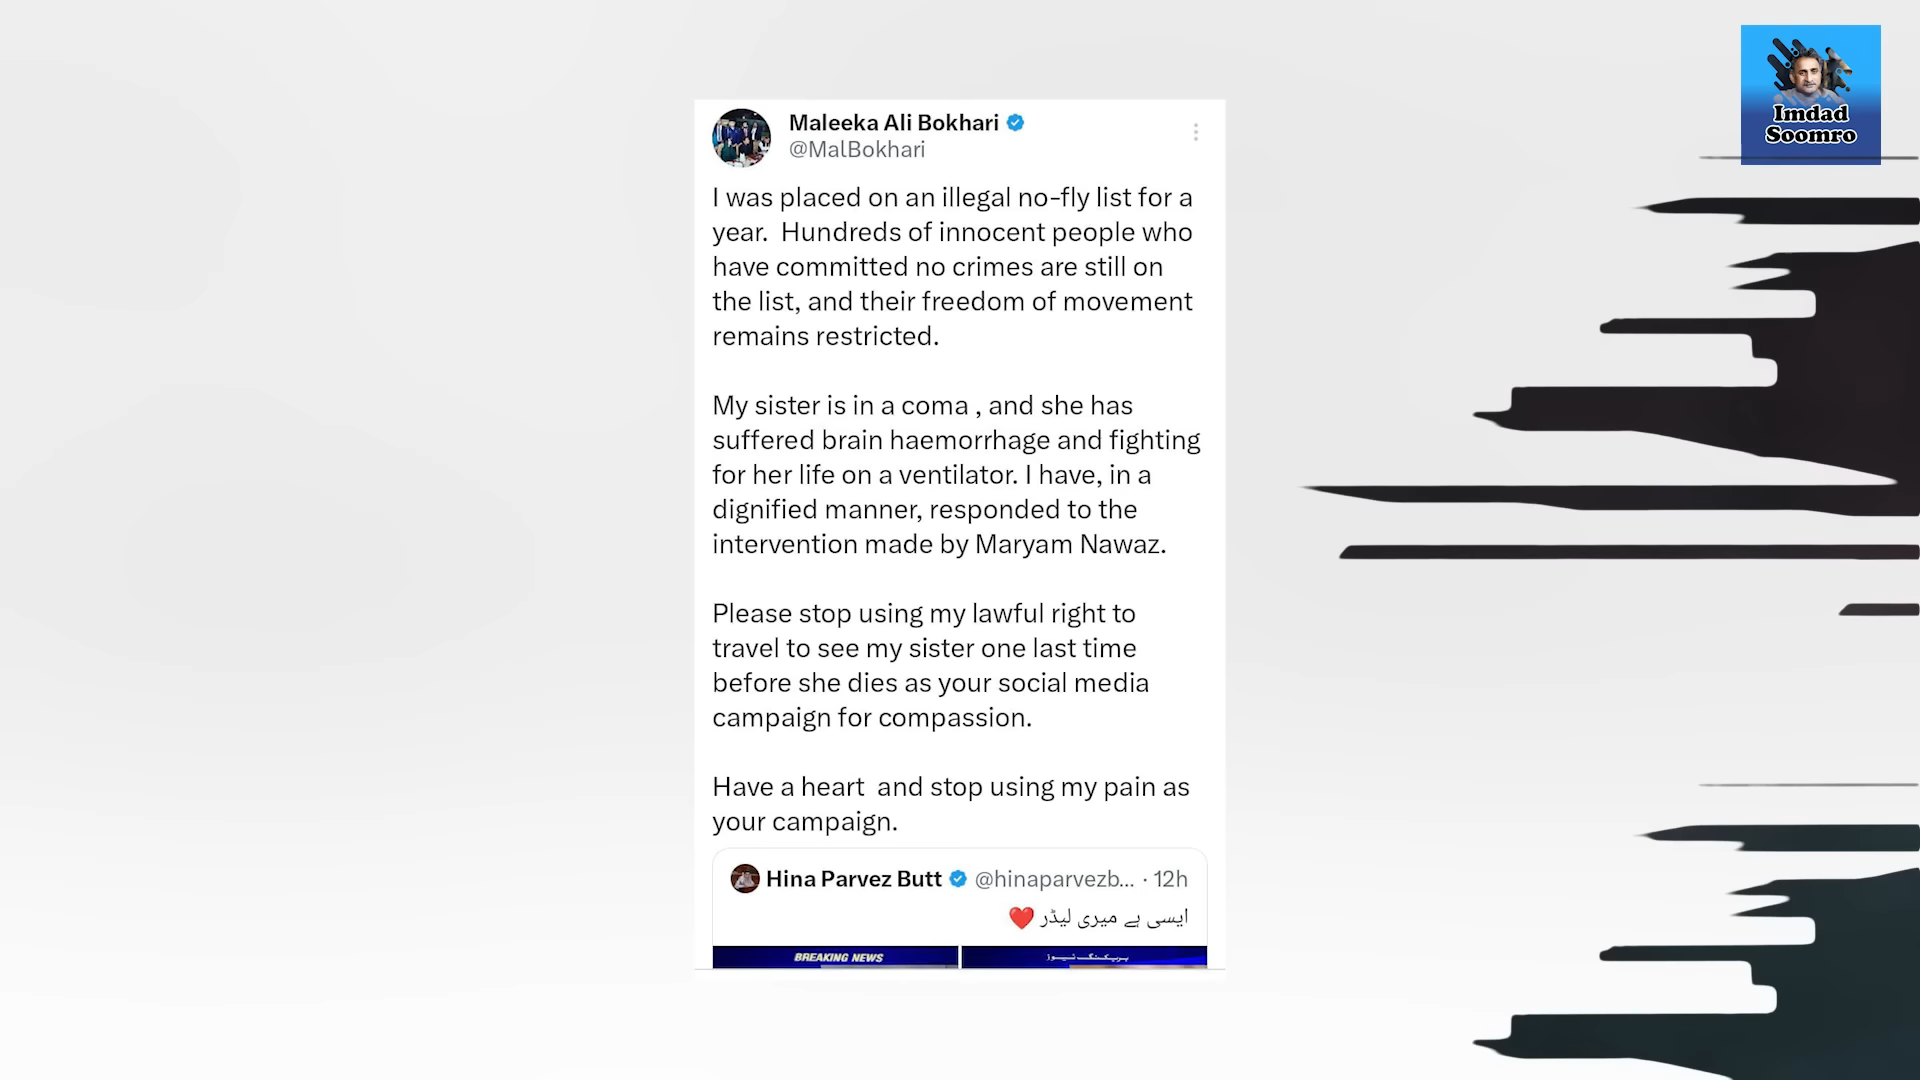 Imdad
Soomro
Maleeka Ali Bokhari
@MalBokhari
I was placed on an illegal no-fly list for a
year.  Hundreds of innocent people who
have committed no crimes are still on
the list, and their freedom of movement
remains restricted.
My sister is in a coma , and she has
suffered brain haemorrhage and fighting
for her life on a ventilator. I have, in a
dignified manner, responded to the
intervention made by Maryam Nawaz.
Please stop using my lawful right to
travel to see my sister one last time
before she dies as your social media
campaign for compassion.
Have a heart  and stop using my pain as
your campaign.
Hina Parvez Butt @hinaparvezb... · 12h
ایسی ہے میری لیڈر ❤️
BREAKING NEWS
بریکنگ نیوز